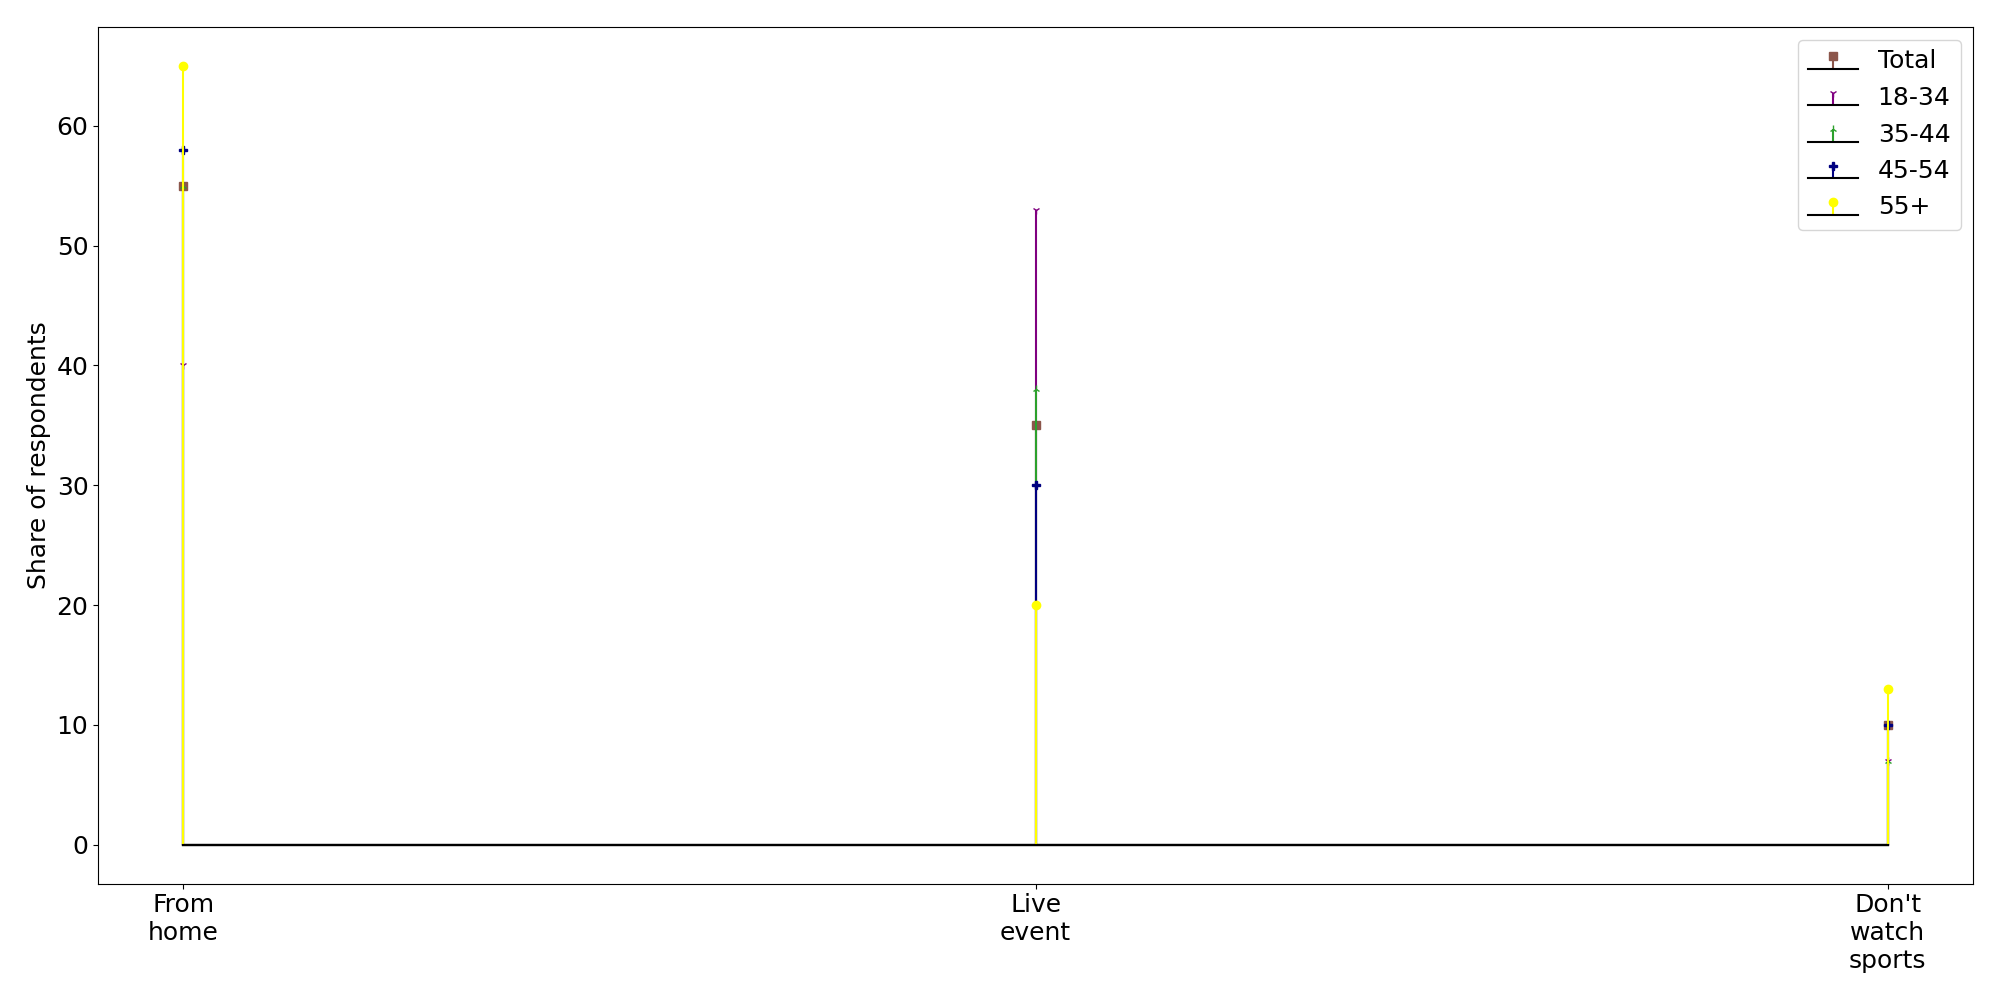 Total
18-34
35-44
45-54
55+
Share of respondents
60
50
40
30
20
10
0
From
home
Live
event
Don't
watch
sports